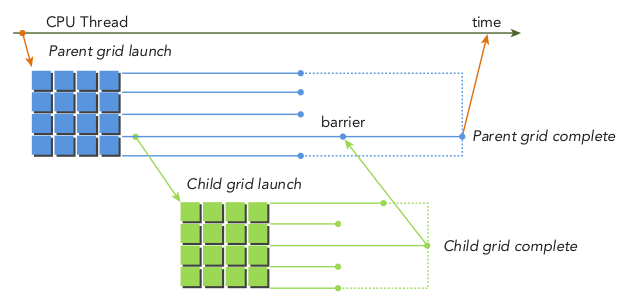 CPU Thread
time
Parent grid launch
barrier
Parent grid complete
Child grid launch
Child grid complete